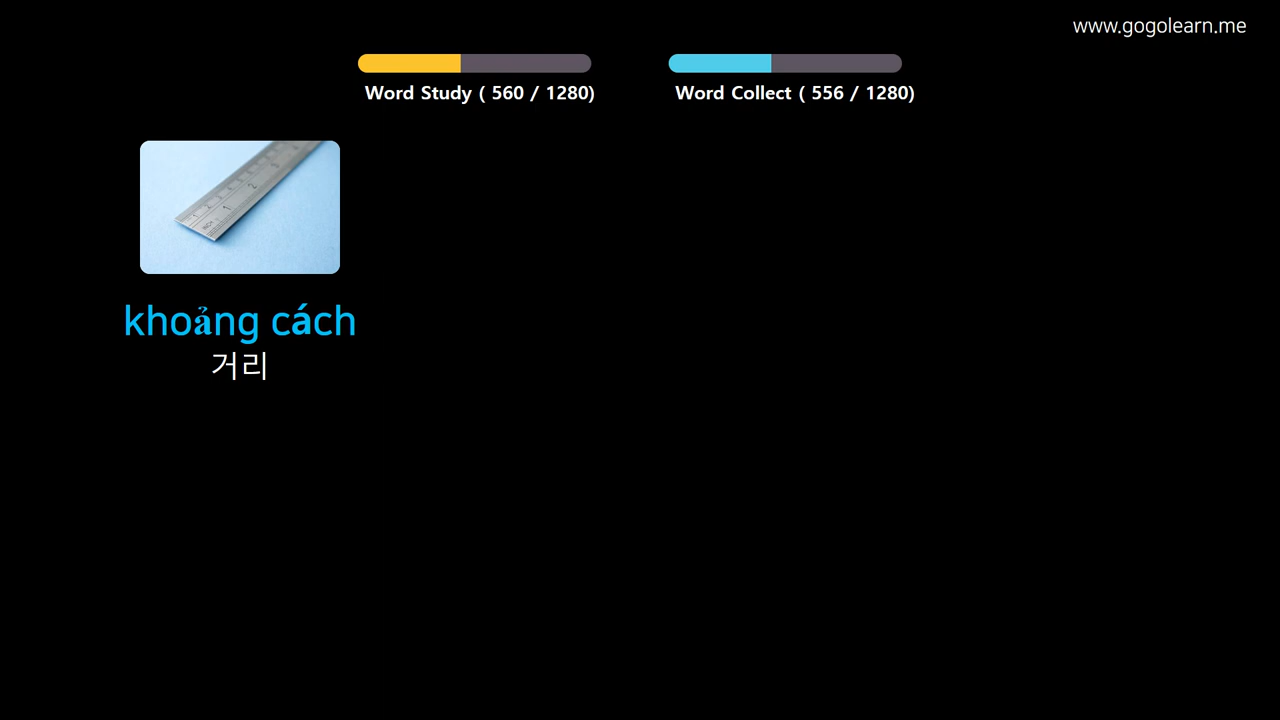 www.gogolearn.me
Word Study ( 560 / 1280)
Word Collect ( 556 / 1280)
khoảng cách
거리